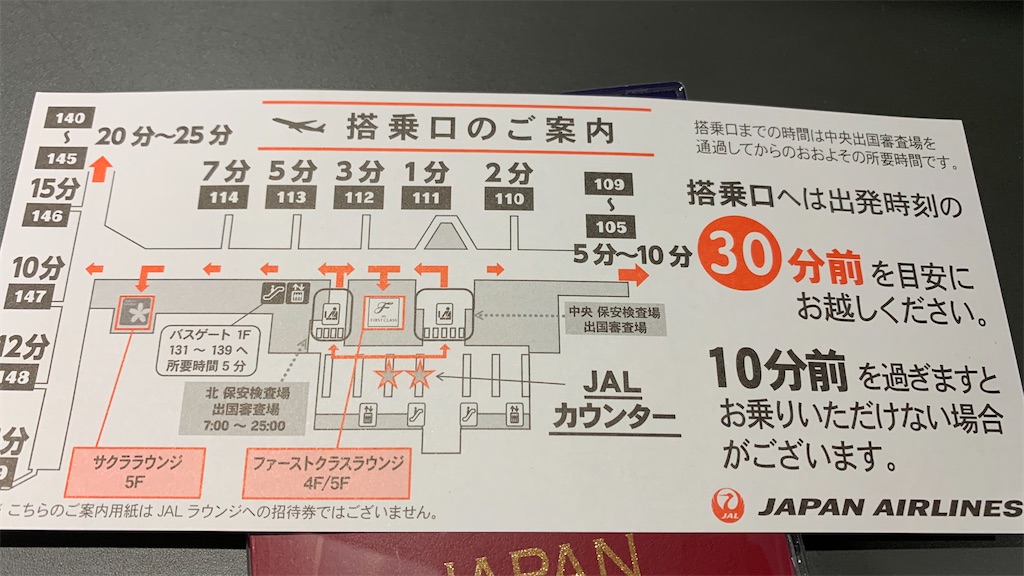 搭乗口のご案内
140
〜
145
20分〜25分
15分
146
10分
147
12分
148
分
7分
114
5分
113
3分
112
1分
111
2分
110
109
〜
105
5分〜10分
バスゲート 1F
131 〜 139 へ
所要時間 5 分
北 保安検査場
出国審査場
7:00 〜 25:00
中央 保安検査場
出国審査場
F
FIRST CLASS
JAL
カウンター
サクララウンジ
5F
ファーストクラスラウンジ
4F/5F
こちらのご案内用紙は JAL ラウンジへの招待券ではございません。
搭乗口までの時間は中央出国審査場を
通過してからのおおよその所要時間です。
搭乗口へは出発時刻の
30分前を目安に
お越しください。
10分前を過ぎますと
お乗りいただけない場合
がございます。
JAL
JAPAN AIRLINES
JAPAN